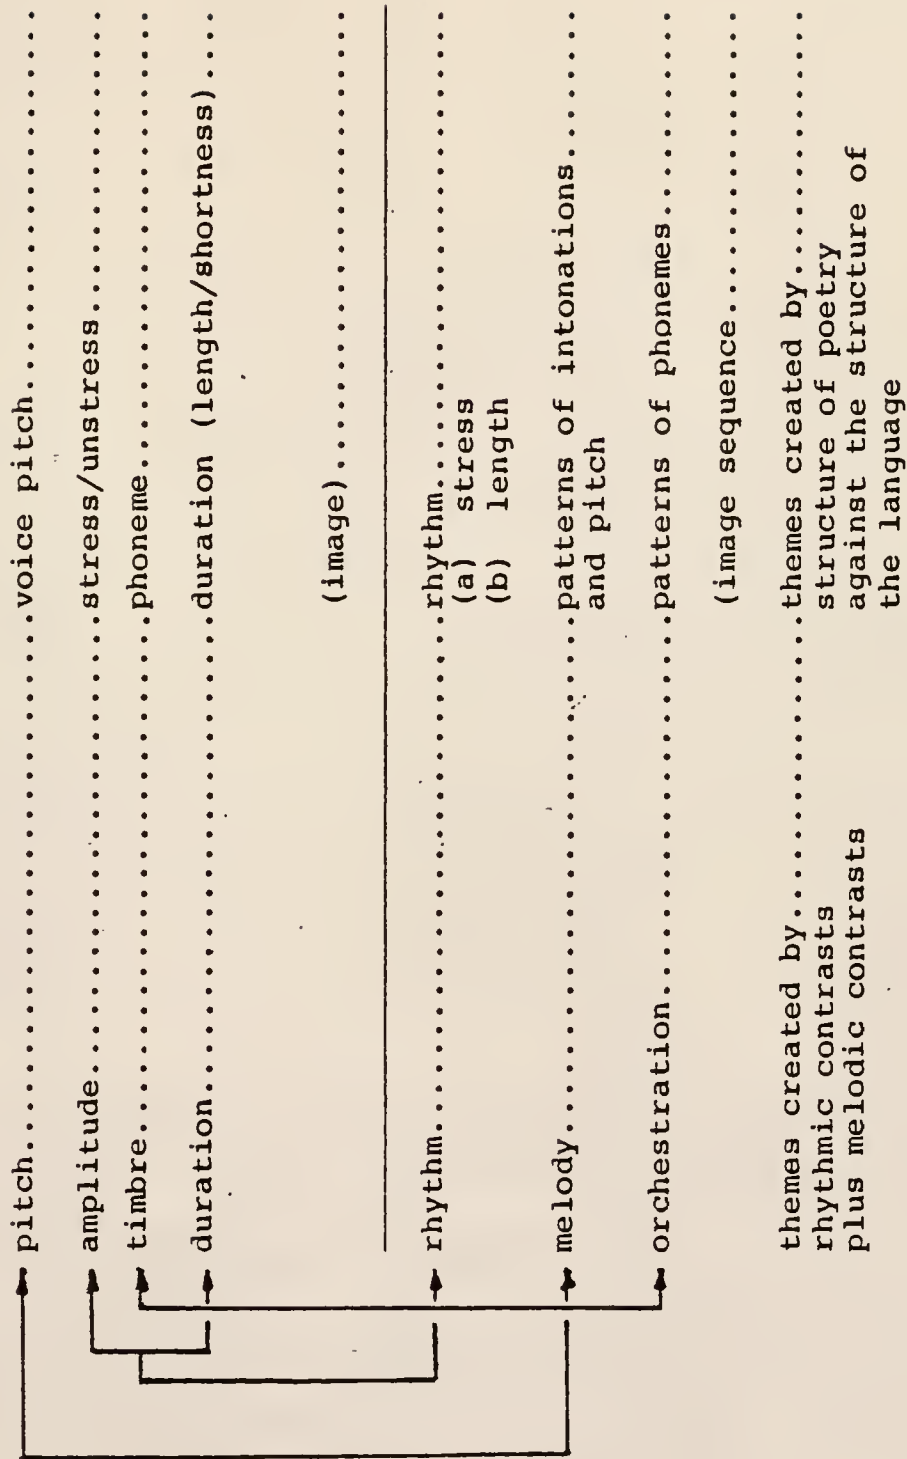 pitch........................................voice pitch........................
amplitude....................................stress/unstress....................
timbre.......................................phoneme............................
duration.....................................duration (length/shortness)....
(image)............................
rhythm.......................................rhythm.............................
(a) stress
(b) length
melody.......................................patterns of intonations........
and pitch
orchestration................................patterns of phonemes...............
(image sequence)...................
themes created by............................themes created by..................
rhythmic contrasts structure of poetry
plus melodic contrasts against the structure of
the language